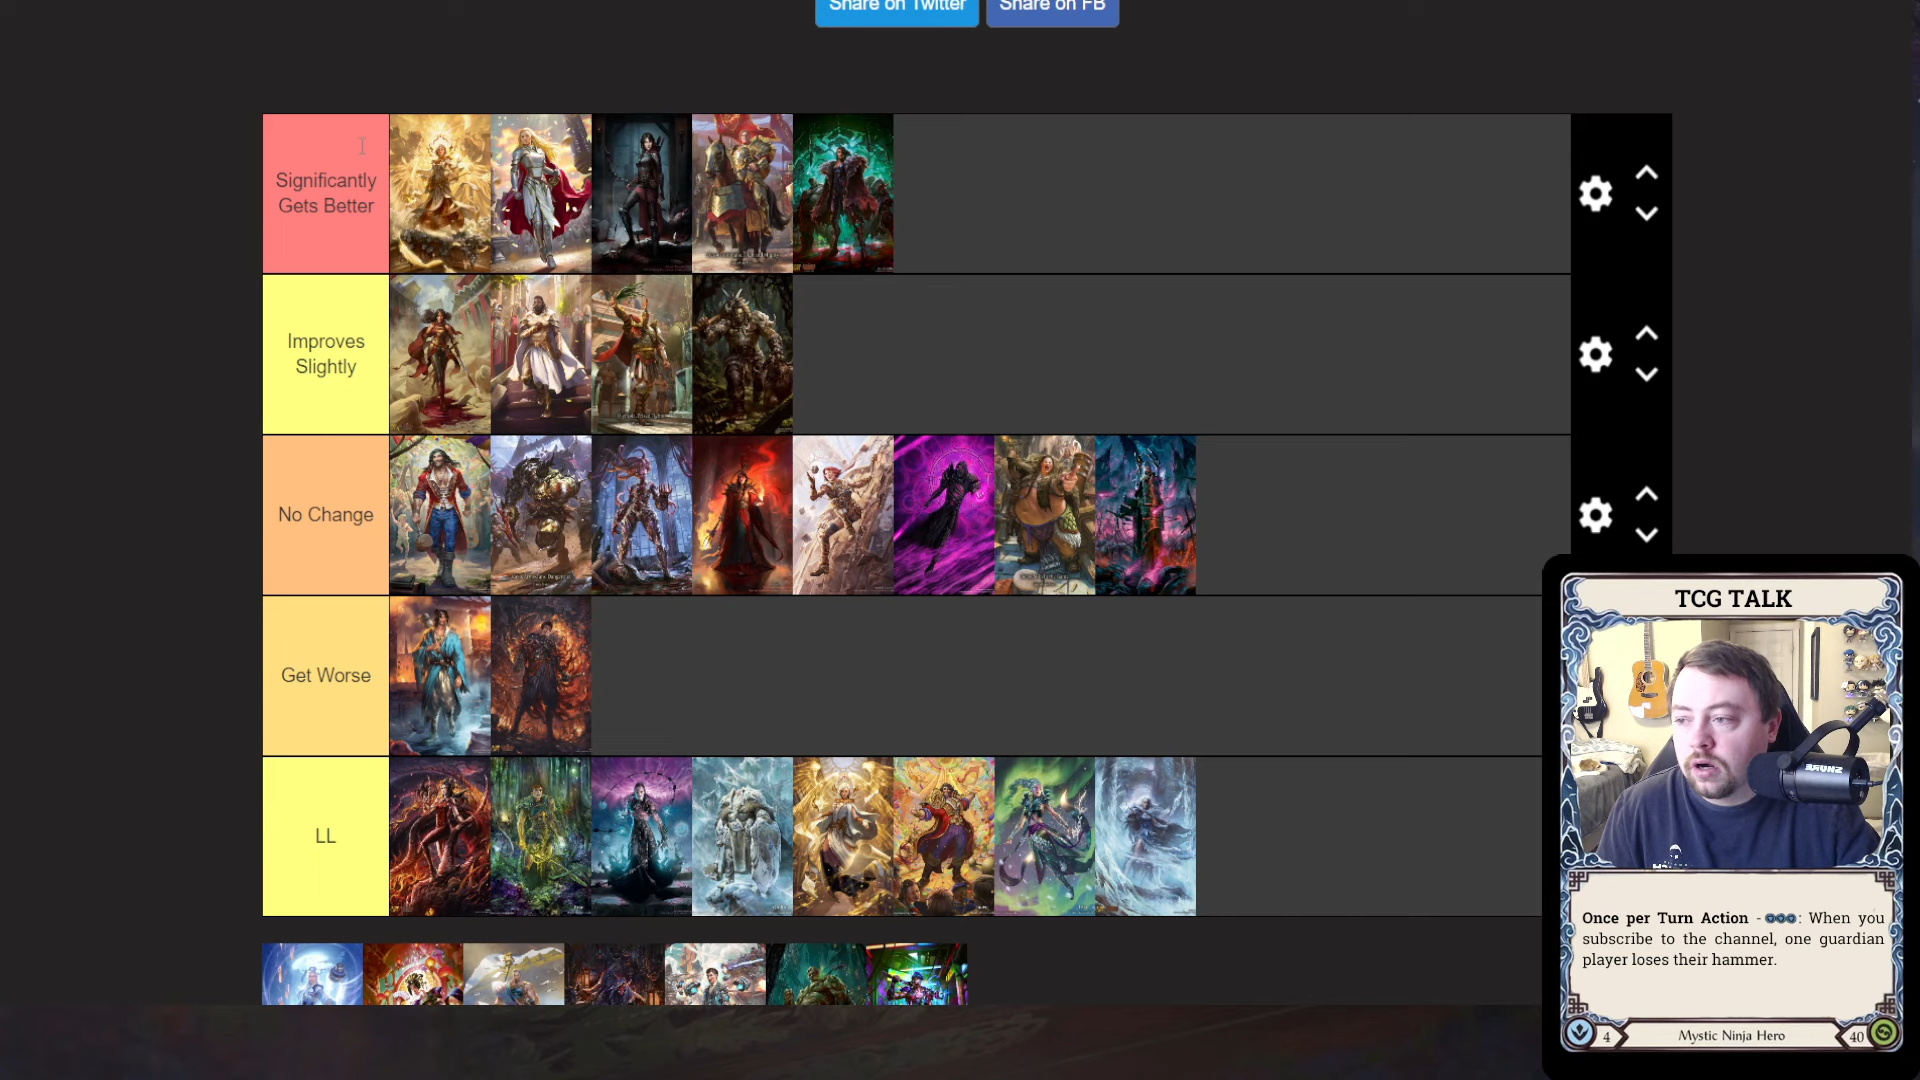 Share on Twitter
Share on FB
Significantly
Gets Better
Improves
Slightly
No Change
Get Worse
LL
TCG TALK
Once per Turn Action - : When you
subscribe to the channel, one guardian
player loses their hammer.
4
Mystic Ninja Hero
40